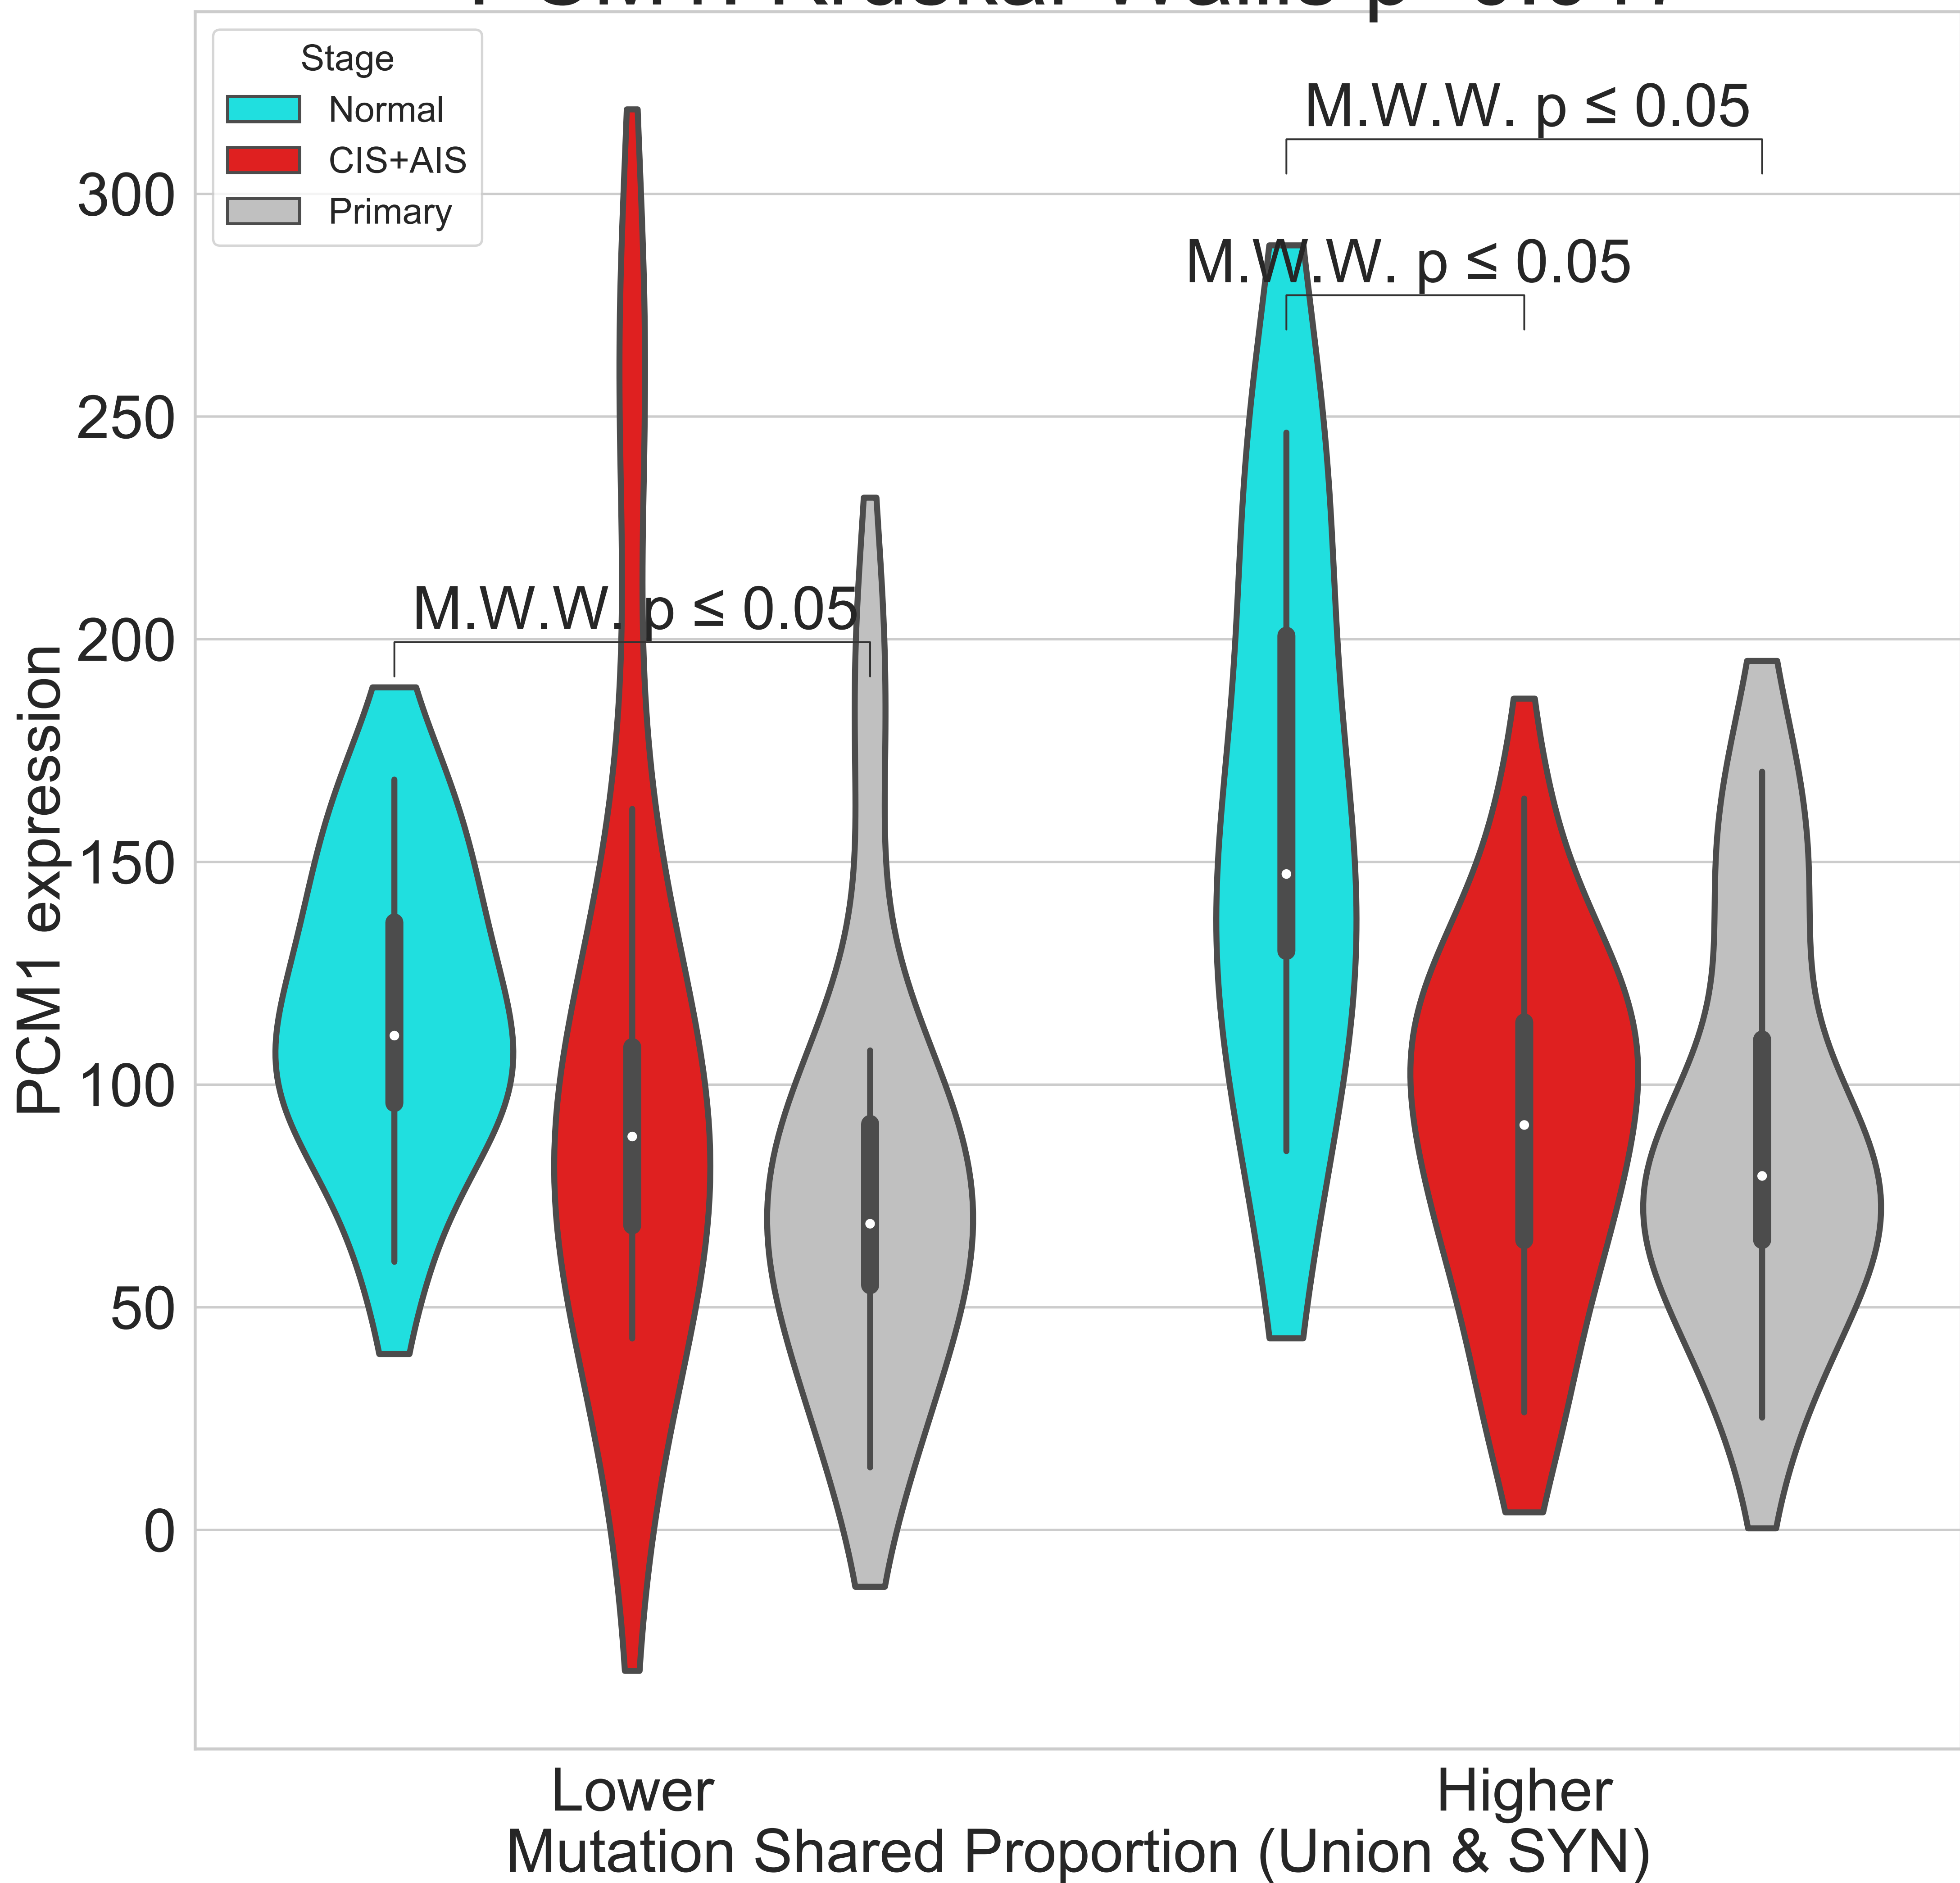 Stage
Normal
CIS+AIS
Primary
M.W.W. p ≤ 0.05
M.W.W. p ≤ 0.05
M.W.W. p ≤ 0.05
300
250
200
150
100
50
0
PCM1 expression
Lower
Higher
Mutation Shared Proportion (Union & SYN)